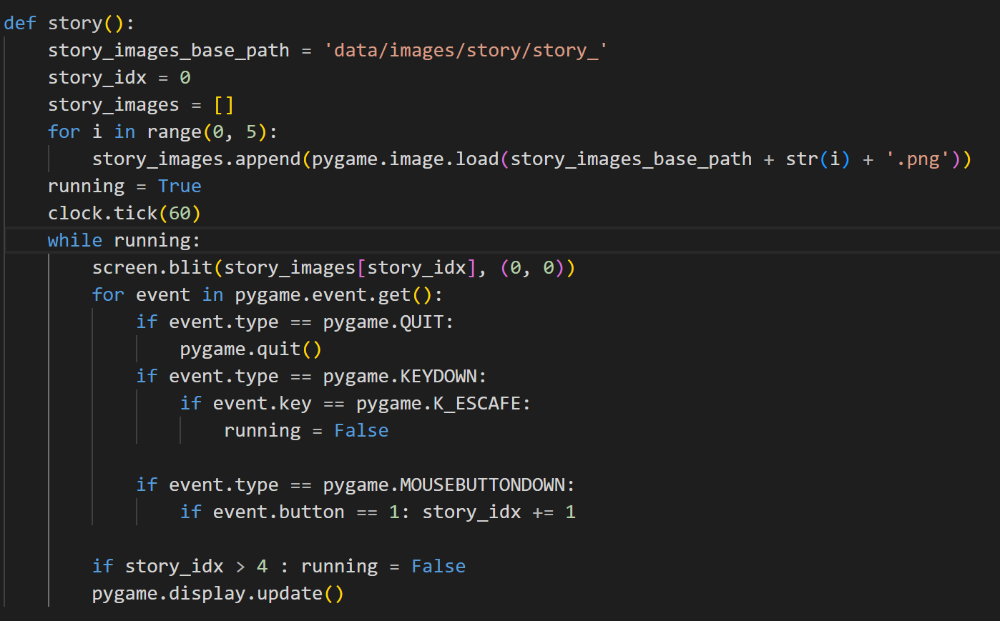 def story():
    story_images_base_path = 'data/images/story/story_'
    story_idx = 0
    story_images = []
    for i in range(0, 5):
        story_images.append(pygame.image.load(story_images_base_path + str(i) + '.png'))
    running = True
    clock.tick(60)
    while running:
        screen.blit(story_images[story_idx], (0, 0))
        for event in pygame.event.get():
            if event.type == pygame.QUIT:
                pygame.quit()
            if event.type == pygame.KEYDOWN:
                if event.key == pygame.K_ESCAFE:
                    running = False

            if event.type == pygame.MOUSEBUTTONDOWN:
                if event.button == 1: story_idx += 1

        if story_idx > 4 : running = False
        pygame.display.update()